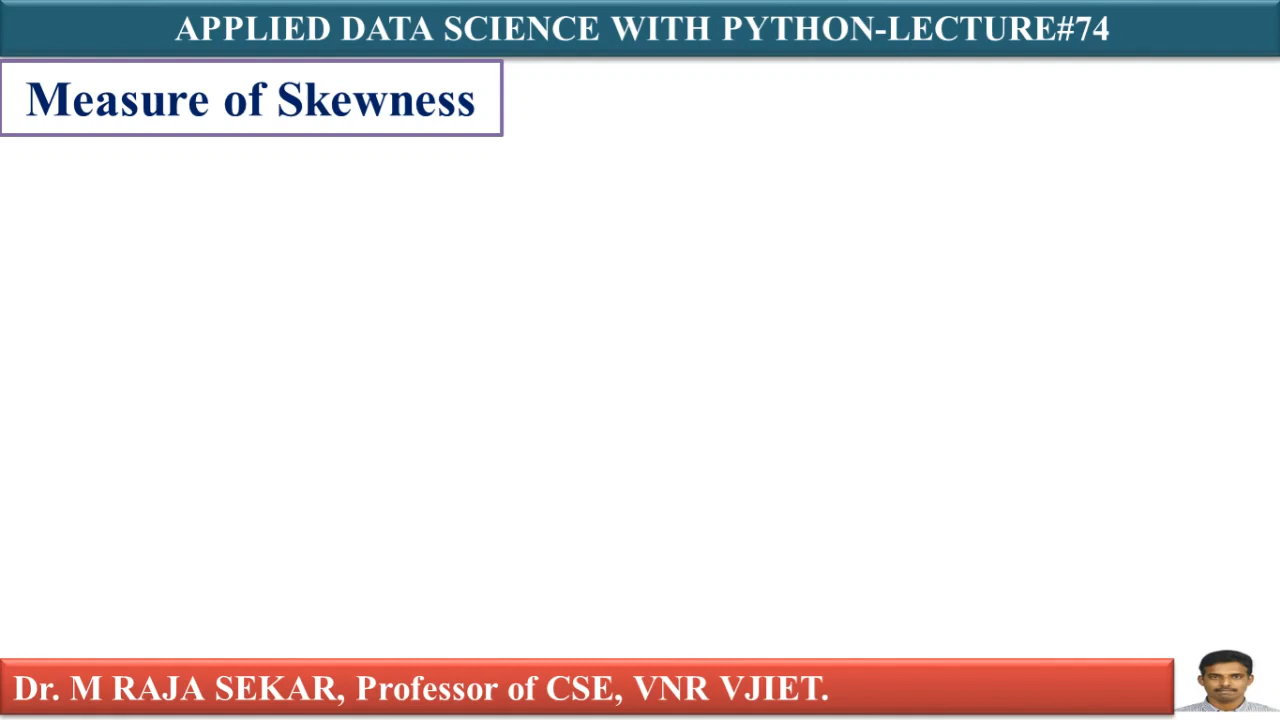 APPLIED DATA SCIENCE WITH PYTHON-LECTURE#74
Measure of Skewness
Dr. M RAJA SEKAR, Professor of CSE, VNR VJIET.